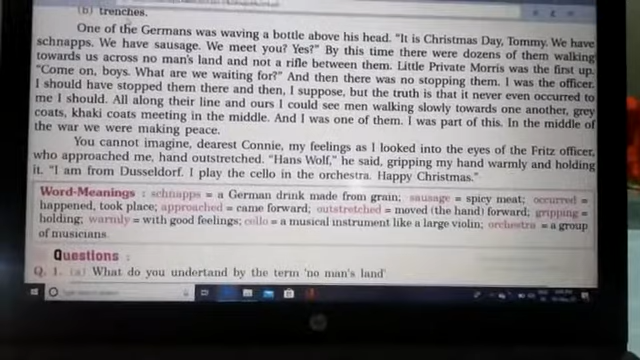 (b) trenches.
One of the Germans was waving a bottle above his head. "It is Christmas Day, Tommy. We have
schnapps. We have sausage. We meet you? Yes?" By this time there were dozens of them walking
towards us across no man's land and not a rifle between them. Little Private Morris was the first up.
"Come on, boys. What are we waiting for?" And then there was no stopping them. I was the officer.
I should have stopped them there and then, I suppose, but the truth is that it never even occurred to
me I should. All along their line and ours I could see men walking slowly towards one another, grey
coats, khaki coats meeting in the middle. And I was one of them. I was part of this. In the middle of
the war we were making peace.
You cannot imagine, dearest Connie, my feelings as I looked into the eyes of the Fritz officer,
who approached me, hand outstretched. "Hans Wolf," he said, gripping my hand warmly and holding
it. "I am from Dusseldorf. I play the cello in the orchestra. Happy Christmas."
Word-Meanings : schnapps = a German drink made from grain; sausage = spicy meat; occurred =
happened, took place; approached = came forward; outstretched = moved (the hand) forward; gripping =
holding; warmly = with good feelings; cello = a musical instrument like a large violin; orchestra = a group
of musicians.
Questions :
Q. 1. (a) What do you undertand by the term 'no man's land'